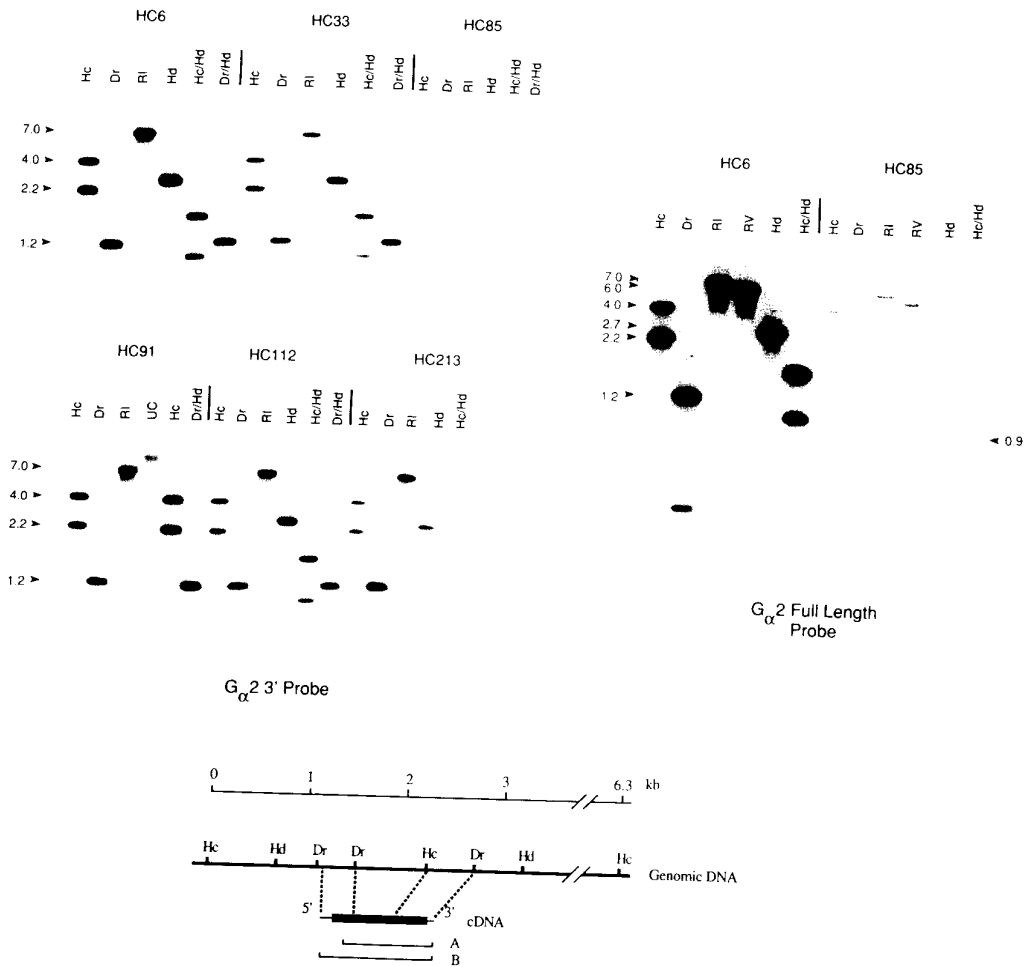 HC6 HC33 HC85
Hc Dr RI Hd Hc/Hd Dr/Hd Hc Dr RI Hd Hc/Hd Dr/Hd Hc Dr RI Hd Hc/Hd Dr/Hd
7.0
4.0
2.2
1.2
HC91 HC112 HC213
Hc Dr RI UC Hc Dr/Hd Hc Dr RI Hd Hc/Hd Dr/Hd Hc Dr RI Hd Hc/Hd
7.0
4.0
2.2
1.2
Gα2 3' Probe
HC6 HC85
Hc Dr RI RV Hd Hc/Hd Hc Dr RI RV Hd Hc/Hd
7.0
6.0
4.0
2.7
2.2
1.2
0.9
Gα2 Full Length
Probe
0 1 2 3 6.3 kb
Hc Hd Dr Dr Hc Dr Hd Hc
Genomic DNA
5' 3' cDNA
A
B